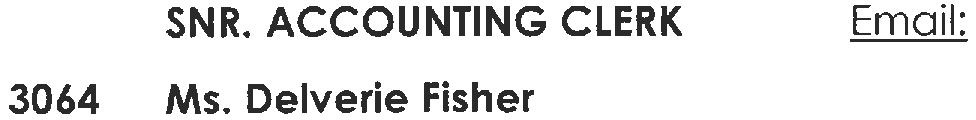 SNR. ACCOUNTING CLERK Email:
3064 Ms. Delverie Fisher